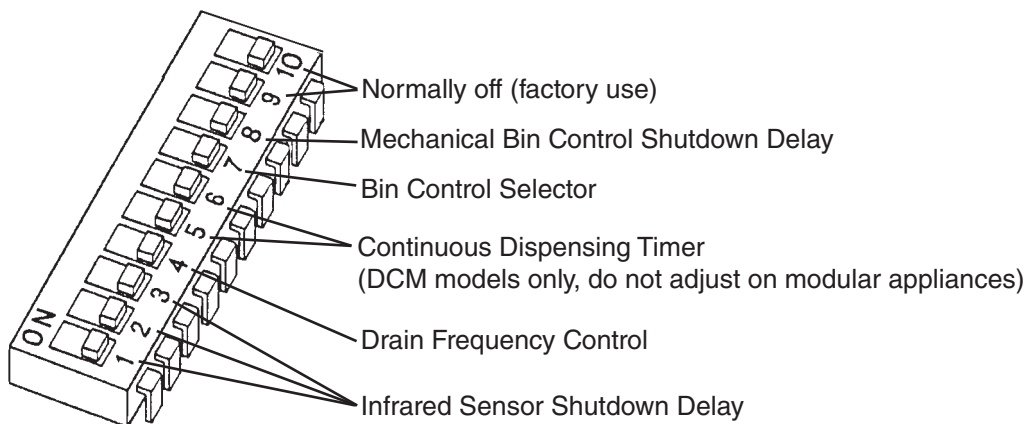 10
9
8
7
6
5
4
3
2
1
ON
Normally off (factory use)
Mechanical Bin Control Shutdown Delay
Bin Control Selector
Continuous Dispensing Timer
(DCM models only, do not adjust on modular appliances)
Drain Frequency Control
Infrared Sensor Shutdown Delay